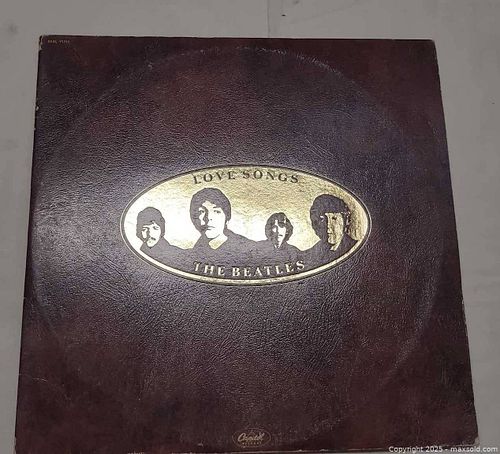 LOVE SONGS
THE BEATLES
Capitol
Copyright 2025 - maxsold.com